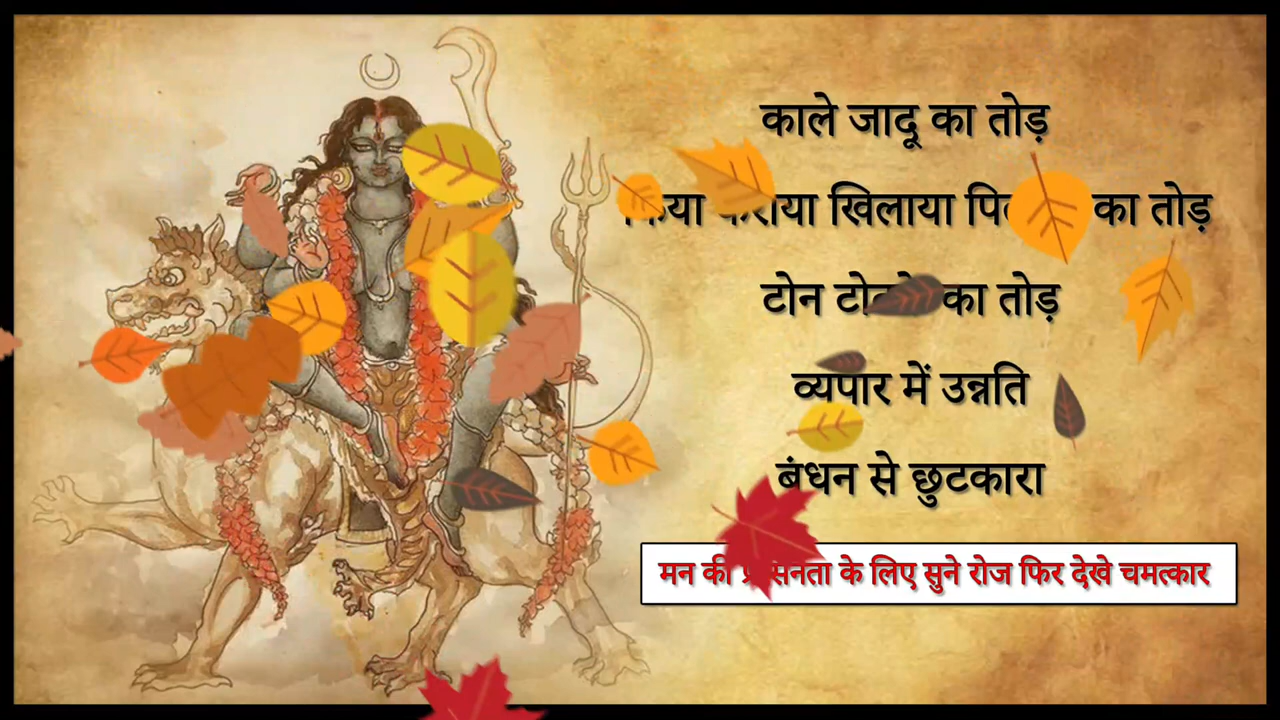 काले जादू का तोड़
खिलाया का तोड़
टोन का तोड़
व्यपार में उन्नति
बंधन से छुटकारा
मन की के लिए सुने रोज फिर देखे चमत्कार